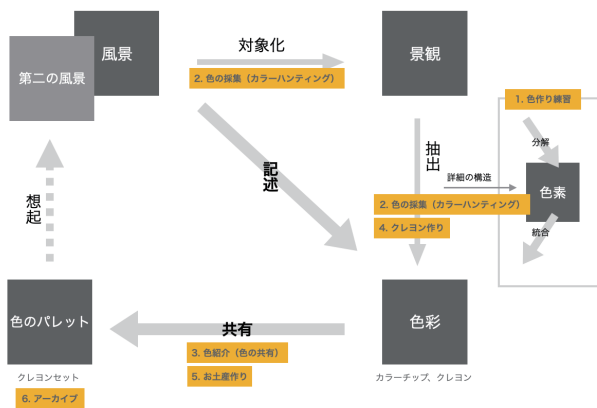 風景
第二の風景
対象化
2. 色の採集（カラーハンティング）
景観
1. 色作り練習
分解
記述
抽出
詳細の構造
色素
2. 色の採集（カラーハンティング）
4. クレヨン作り
統合
想起
色のパレット
共有
3. 色紹介（色の共有）
5. お土産作り
色彩
クレヨンセット
6. アーカイブ
カラーチップ、クレヨン